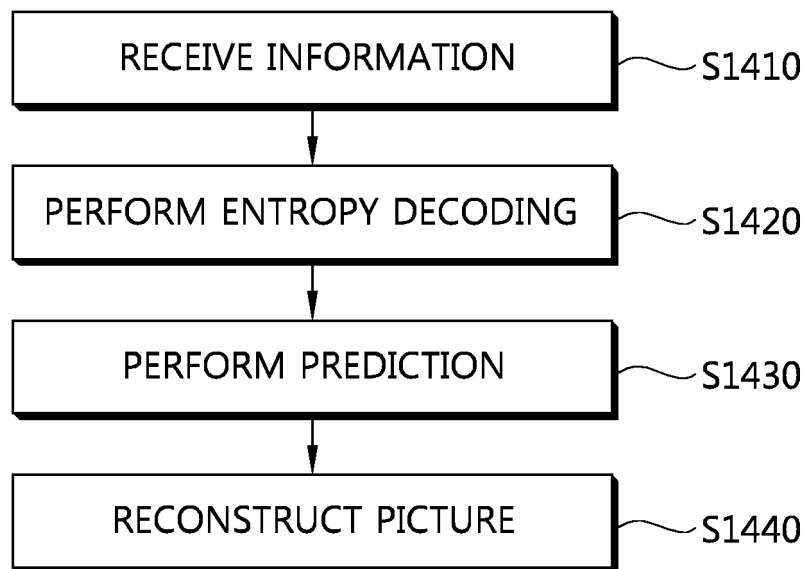 RECEIVE INFORMATION
S1410
PERFORM ENTROPY DECODING
S1420
PERFORM PREDICTION
S1430
RECONSTRUCT PICTURE
S1440